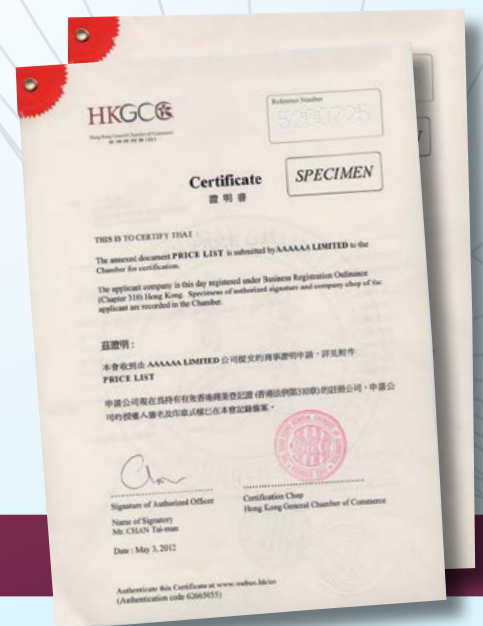 HKGCC
Hong Kong General Chamber of Commerce
香港總商會 1861
Reference Number
Certificate
證明書
SPECIMEN
THIS IS TO CERTIFY THAT
The annexed document PRICE LIST is submitted by AAAAAA LIMITED to the
Chamber for certification.
The applicant company is this day registered under Business Registration Ordinance
(Chapter 310) Hong Kong. Specimens of authorized signature and company chop of the
applicant are recorded in the Chamber.
茲證明：
本會收到由 AAAAAA LIMITED 公司提交的商事證明申請，詳見附件
PRICE LIST
申請公司現在為持有有效香港商業登記證 (香港法例第310章) 的註冊公司。申請公
司的授權人簽名及印章式樣已在本會記錄備案。
Signature of Authorized Officer
Certification Chop
Hong Kong General Chamber of Commerce
Name of Signatory
Mr. CHAN Tai-man
Date : May 3, 2012
Authenticate this Certificate at www.webco.hk/co
(Authentication code 62665055)